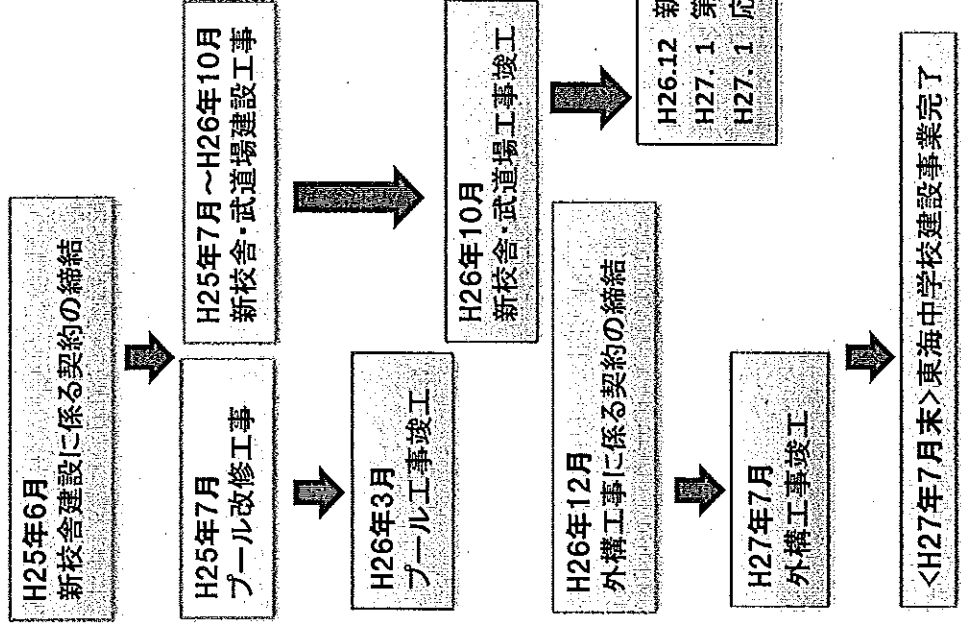 H25年6月
新校舎建設に係る契約の締結
H25年7月
プール改修工事
H25年7月～H26年10月
新校舎・武道場建設工事
H26年3月
プール工事竣工
H26年10月
新校舎・武道場工事竣工
H26年12月
外構工事に係る契約の締結
H26.12 新
H27. 1 第
H27. 1 応
H27年7月
外構工事竣工
<H27年7月末>東海中学校建設事業完了